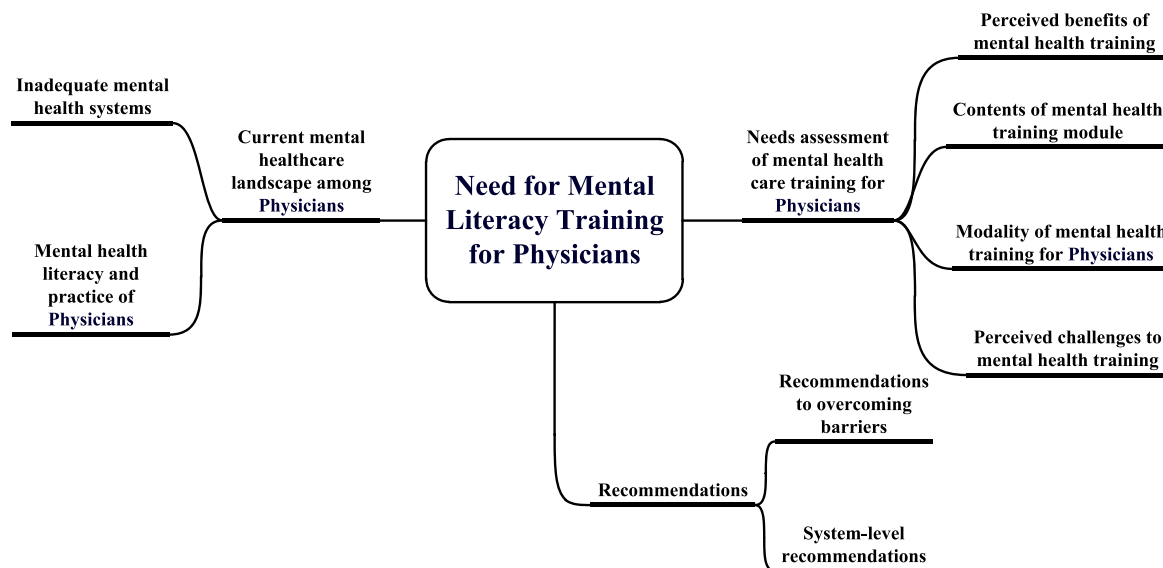 Need for Mental
Literacy Training
for Physicians
Current mental
healthcare
landscape among
Physicians
Inadequate mental
health systems
Mental health
literacy and
practice of
Physicians
Needs assessment
of mental health
care training for
Physicians
Perceived benefits of
mental health training
Contents of mental health
training module
Modality of mental health
training for Physicians
Perceived challenges to
mental health training
Recommendations
Recommendations
to overcoming
barriers
System-level
recommendations